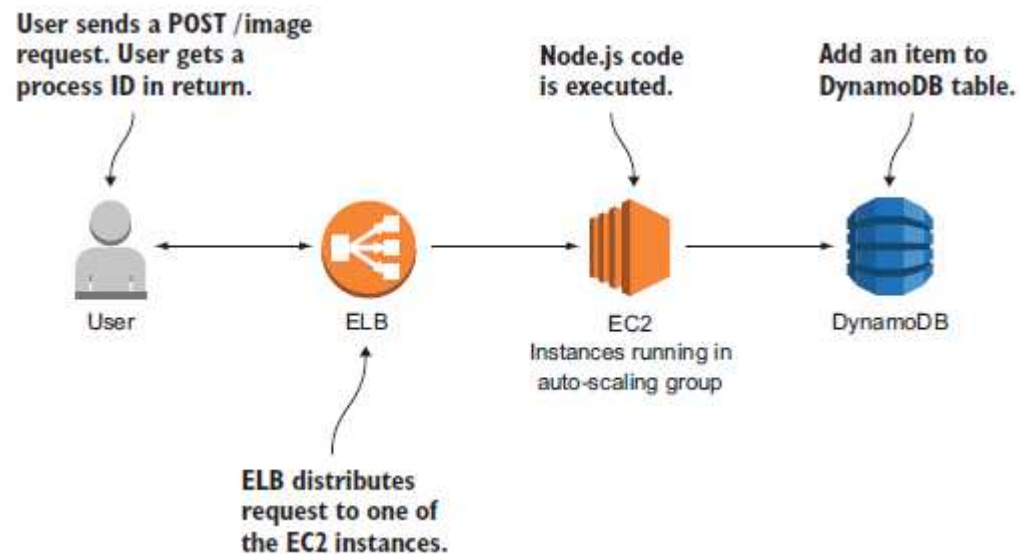 User sends a POST /image
request. User gets a
process ID in return.
Node.js code
is executed.
Add an item to
DynamoDB table.
User
ELB
EC2
Instances running in
auto-scaling group
DynamoDB
ELB distributes
request to one of
the EC2 instances.